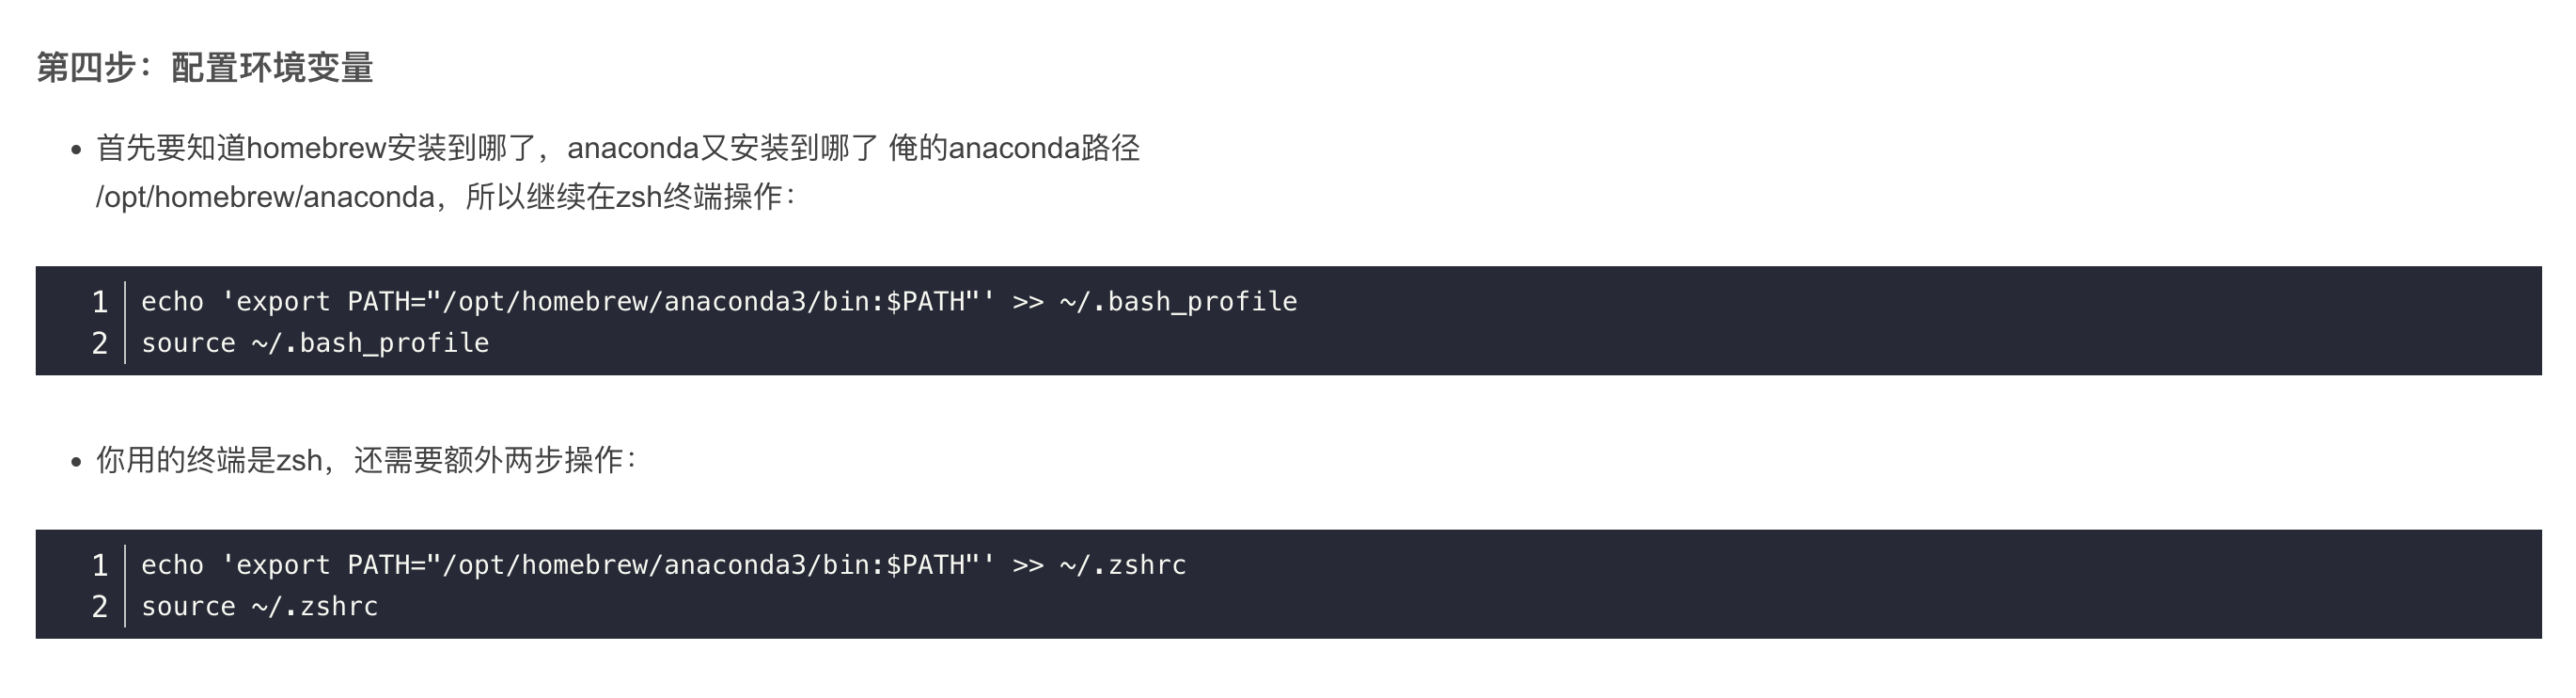 第四步：配置环境变量
• 首先要知道homebrew安装到哪了，anaconda又安装到哪了 俺的anaconda路径
/opt/homebrew/anaconda，所以继续在zsh终端操作：
1 echo 'export PATH="/opt/homebrew/anaconda3/bin:$PATH"' >> ~/.bash_profile
2 source ~/.bash_profile
• 你用的终端是zsh，还需要额外两步操作：
1 echo 'export PATH="/opt/homebrew/anaconda3/bin:$PATH"' >> ~/.zshrc
2 source ~/.zshrc